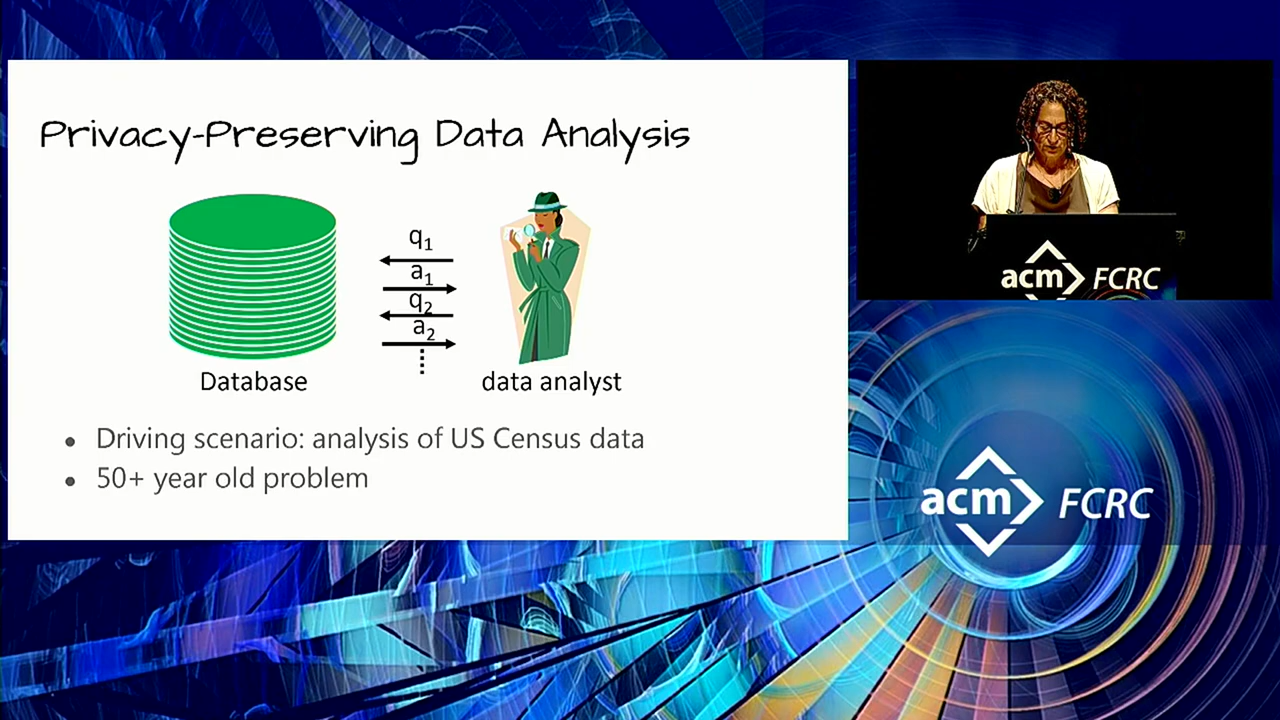 Privacy-Preserving Data Analysis
q1
a1
q2
a2
Database
data analyst
• Driving scenario: analysis of US Census data
• 50+ year old problem
acm FCRC
acm FCRC